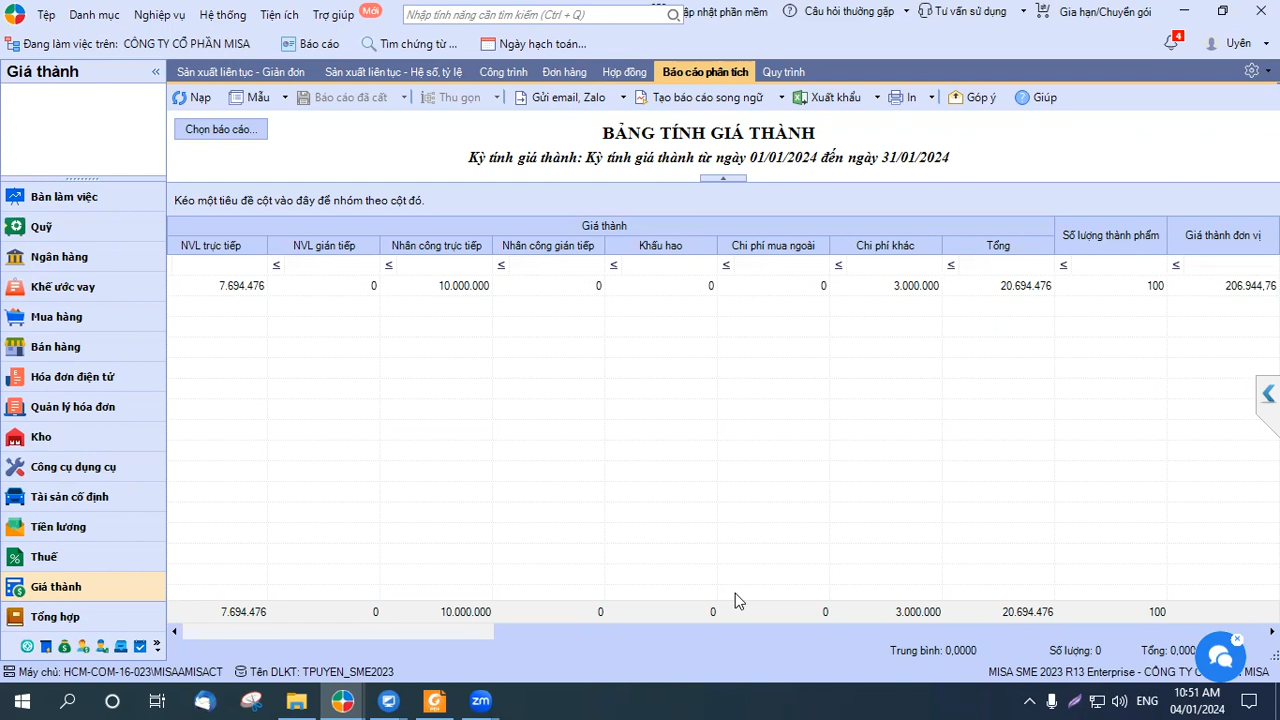 Tệp Danh mục Nghiệp vụ Hệ thống Tiện ích Trợ giúp Mới
Nhập tính năng cần tìm kiếm (Ctrl + Q)
nhập phần mềm Câu hỏi thường gặp Tư vấn sử dụng Gia hạn/Chuyển gói
Đang làm việc trên: CÔNG TY CỔ PHẦN MISA Báo cáo Tìm chứng từ ... Ngày hạch toán... 4 Uyên
Giá thành «
Sản xuất liên tục - Giản đơn Sản xuất liên tục - Hệ số, tỷ lệ Công trình Đơn hàng Hợp đồng Báo cáo phân tích Quy trình
Nạp Mẫu Báo cáo đã cất Thu gọn Gửi email, Zalo Tạo báo cáo song ngữ Xuất khẩu In Góp ý Giúp
Chọn báo cáo...
BẢNG TÍNH GIÁ THÀNH
Kỳ tính giá thành: Kỳ tính giá thành từ ngày 01/01/2024 đến ngày 31/01/2024
Bàn làm việc
Quỹ
Ngân hàng
Khế ước vay
Mua hàng
Bán hàng
Hóa đơn điện tử
Quản lý hóa đơn
Kho
Công cụ dụng cụ
Tài sản cố định
Tiền lương
Thuế
Giá thành
Tổng hợp
Kéo một tiêu đề cột vào đây để nhóm theo cột đó.
Giá thành
NVL trực tiếp NVL gián tiếp Nhân công trực tiếp Nhân công gián tiếp Khấu hao Chi phí mua ngoài Chi phí khác Tổng Số lượng thành phẩm Giá thành đơn vị
≤ ≤ ≤ ≤ ≤ ≤ ≤ ≤ ≤
7.694.476 0 10.000.000 0 0 0 3.000.000 20.694.476 100 206.944,76
7.694.476 0 10.000.000 0 0 0 3.000.000 20.694.476 100
Trung bình: 0,0000 Số lượng: 0 Tổng: 0,000
Máy chủ: HCM-COM-16-023\MISAAMISACT Tên DLKT: TPUYEN_SME2023 MISA SME 2023 R13 Enterprise - CÔNG TY CỔ PHẦN MISA
zm ENG 10:51 AM
04/01/2024